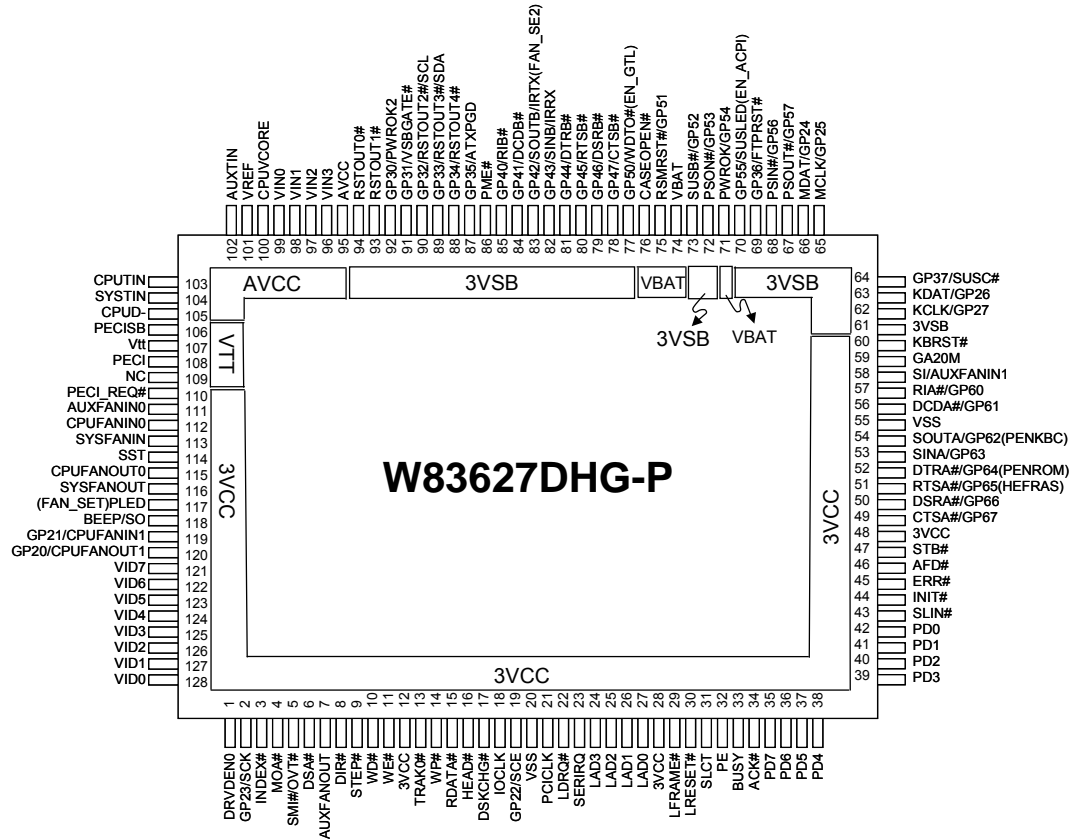 AUXTIN
VREF
CPUVCORE
VIN0
VIN1
VIN2
VIN3
AVCC
RSTOUT0#
RSTOUT1#
GP30/PWROK2
GP31/VSBGATE#
GP32/RSTOUT2#/SCL
GP33/RSTOUT3#/SDA
GP34/RSTOUT4#
GP35/ATXPGD
PME#
GP40/RIB#
GP41/DCDB#
GP42/SOUTB/IRTX(FAN_SE2)
GP43/SINB/IRRX
GP44/DTRB#
GP45/RTSB#
GP46/DSRB#
GP47/CTSB#
GP50/WDTO#(EN_GTL)
CASEOPEN#
RSMRST#/GP51
VBAT
SUSB#/GP52
PSON#/GP53
PWROK/GP54
GP55/SUSLED(EN_ACPI)
GP36/FTPRST#
PSIN#/GP56
PSOUT#/GP57
MDAT/GP24
MCLK/GP25
102
101
100
99
98
97
96
95
94
93
92
91
90
89
88
87
86
85
84
83
82
81
80
79
78
77
76
75
74
73
72
71
70
69
68
67
66
65
CPUTIN 103
SYSTIN 104
CPUD- 105
PECISB 106
Vtt 107
PECI 108
NC 109
PECI_REQ# 110
AUXFANIN0 111
CPUFANIN0 112
SYSFANIN 113
SST 114
CPUFANOUT0 115
SYSFANOUT 116
(FAN_SET)PLED 117
BEEP/SO 118
GP21/CPUFANIN1 119
GP20/CPUFANOUT1 120
VID7 121
VID6 122
VID5 123
VID4 124
VID3 125
VID2 126
VID1 127
VID0 128
AVCC
3VSB
VBAT
3VSB
3VSB
VBAT
VTT
3VCC
W83627DHG-P
3VCC
3VCC
64 GP37/SUSC#
63 KDAT/GP26
62 KCLK/GP27
61 3VSB
60 KBRST#
59 GA20M
58 SI/AUXFANIN1
57 RIA#/GP60
56 DCDA#/GP61
55 VSS
54 SOUTA/GP62(PENKBC)
53 SINA/GP63
52 DTRA#/GP64(PENROM)
51 RTSA#/GP65(HEFRAS)
50 DSRA#/GP66
49 CTSA#/GP67
48 3VCC
47 STB#
46 AFD#
45 ERR#
44 INIT#
43 SLIN#
42 PD0
41 PD1
40 PD2
39 PD3
1
2
3
4
5
6
7
8
9
10
11
12
13
14
15
16
17
18
19
20
21
22
23
24
25
26
27
28
29
30
31
32
33
34
35
36
37
38
DRVDEN0
GP23/SCK
INDEX#
MOA#
SMI#/OVT#
DSA#
AUXFANOUT
DIR#
STEP#
WD#
WE#
3VCC
TRAK0#
WP#
RDATA#
HEAD#
DSKCHG#
IOCLK
GP22/SCE
VSS
PCICLK
LDRQ#
SERIRQ
LAD3
LAD2
LAD1
LAD0
3VCC
LFRAME#
LRESET#
SLCT
PE
BUSY
ACK#
PD7
PD6
PD5
PD4